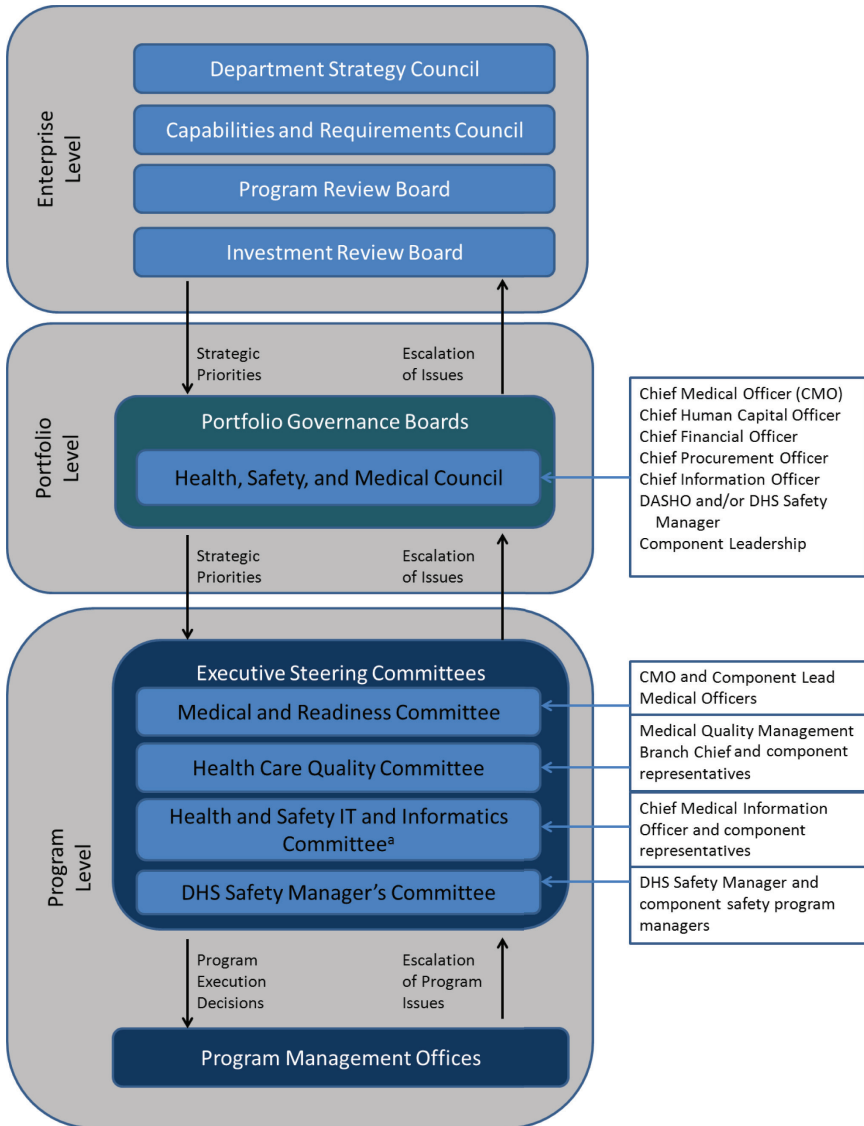 Enterprise
Level
Department Strategy Council
Capabilities and Requirements Council
Program Review Board
Investment Review Board
Strategic
Priorities
Escalation
of Issues
Portfolio
Level
Portfolio Governance Boards
Health, Safety, and Medical Council
Chief Medical Officer (CMO)
Chief Human Capital Officer
Chief Financial Officer
Chief Procurement Officer
Chief Information Officer
DASHO and/or DHS Safety
Manager
Component Leadership
Strategic
Priorities
Escalation
of Issues
Program
Level
Executive Steering Committees
Medical and Readiness Committee
CMO and Component Lead
Medical Officers
Health Care Quality Committee
Medical Quality Management
Branch Chief and component
representatives
Health and Safety IT and Informatics
Committeeᵃ
Chief Medical Information
Officer and component
representatives
DHS Safety Manager’s Committee
DHS Safety Manager and
component safety program
managers
Program
Execution
Decisions
Escalation
of Program
Issues
Program Management Offices